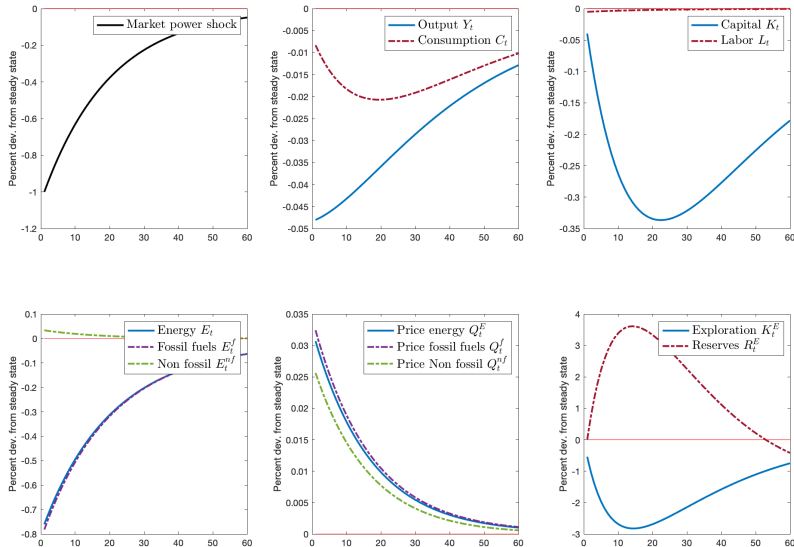 Percent dev. from steady state
0
-0.2
-0.4
-0.6
-0.8
-1
-1.2
0 10 20 30 40 50 60
Market power shock
Percent dev. from steady state
0
-0.005
-0.01
-0.015
-0.02
-0.025
-0.03
-0.035
-0.04
-0.045
-0.05
0 10 20 30 40 50 60
Output Y_t
Consumption C_t
Percent dev. from steady state
0
-0.05
-0.1
-0.15
-0.2
-0.25
-0.3
-0.35
0 10 20 30 40 50 60
Capital K_t
Labor L_t
Percent dev. from steady state
0.1
0
-0.1
-0.2
-0.3
-0.4
-0.5
-0.6
-0.7
-0.8
0 10 20 30 40 50 60
Energy E_t
Fossil fuels E_t^f
Non fossil E_t^{nf}
Percent dev. from steady state
0.035
0.03
0.025
0.02
0.015
0.01
0.005
0
0 10 20 30 40 50 60
Price energy Q_t^E
Price fossil fuels Q_t^f
Price Non fossil Q_t^{nf}
Percent dev. from steady state
4
3
2
1
0
-1
-2
-3
0 10 20 30 40 50 60
Exploration K_t^E
Reserves R_t^E